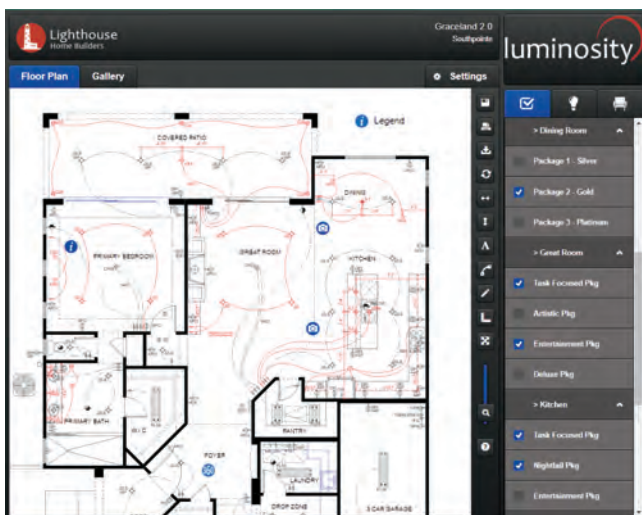 Lighthouse
Home Builders
Graceland 2.0
Southpointe
luminosity
Floor Plan
Gallery
Settings
Legend
COVERED PATIO
DINING
PRIMARY BEDROOM
GREAT ROOM
KITCHEN
PRIMARY BATH
W.I.C
PANTRY
FOYER
LAUNDRY
DROP ZONE
3 CAR GARAGE
> Dining Room
Package 1 - Silver
Package 2 - Gold
Package 3 - Platinum
> Great Room
Task Focused Pkg
Artistic Pkg
Entertainment Pkg
Deluxe Pkg
> Kitchen
Task Focused Pkg
Nightfall Pkg
Entertainment Pkg